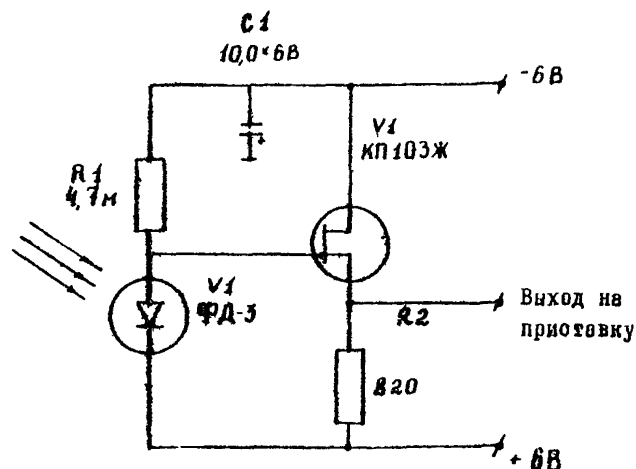 C1
10,0×6В
-6В
V1
КП103Ж
R1
4,7м
V1
ФД-3
R2
Выход на
приставку
820
+ 6В